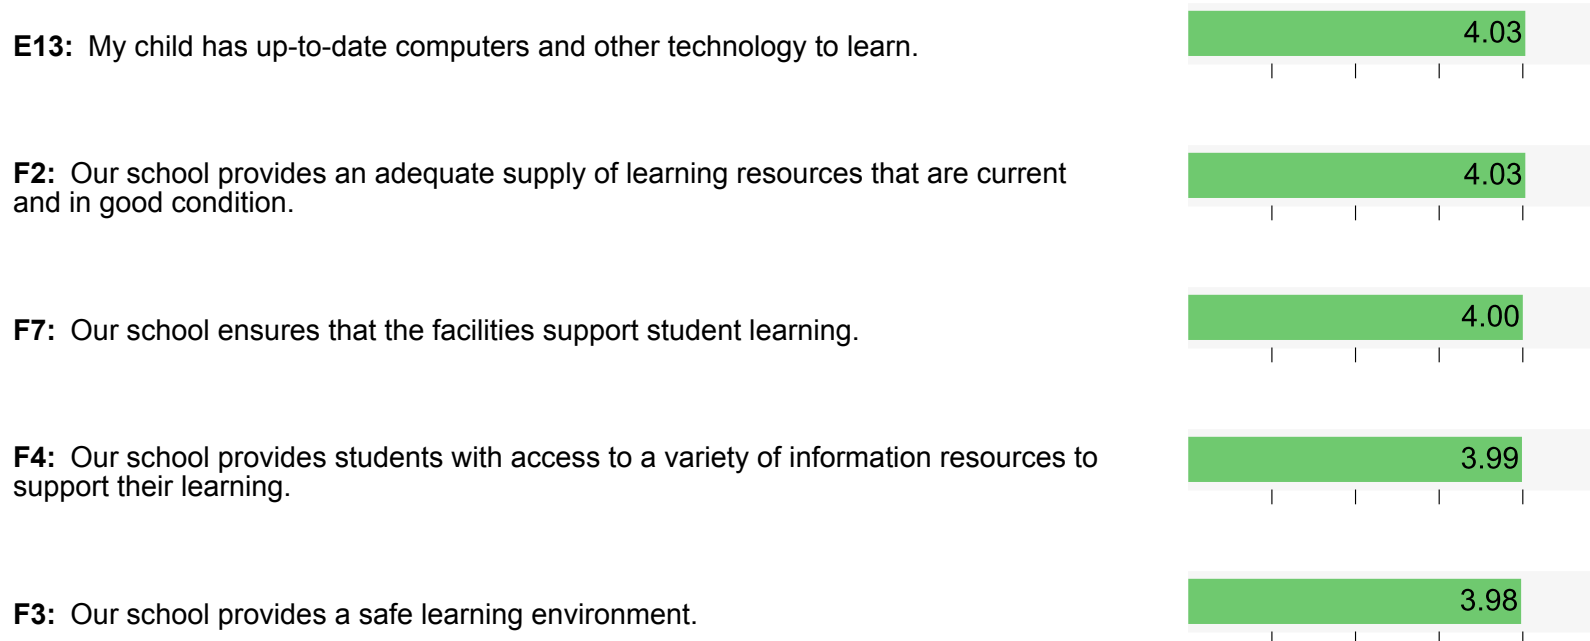 E13: My child has up-to-date computers and other technology to learn.
4.03
F2: Our school provides an adequate supply of learning resources that are current
and in good condition.
4.03
F7: Our school ensures that the facilities support student learning.
4.00
F4: Our school provides students with access to a variety of information resources to
support their learning.
3.99
F3: Our school provides a safe learning environment.
3.98